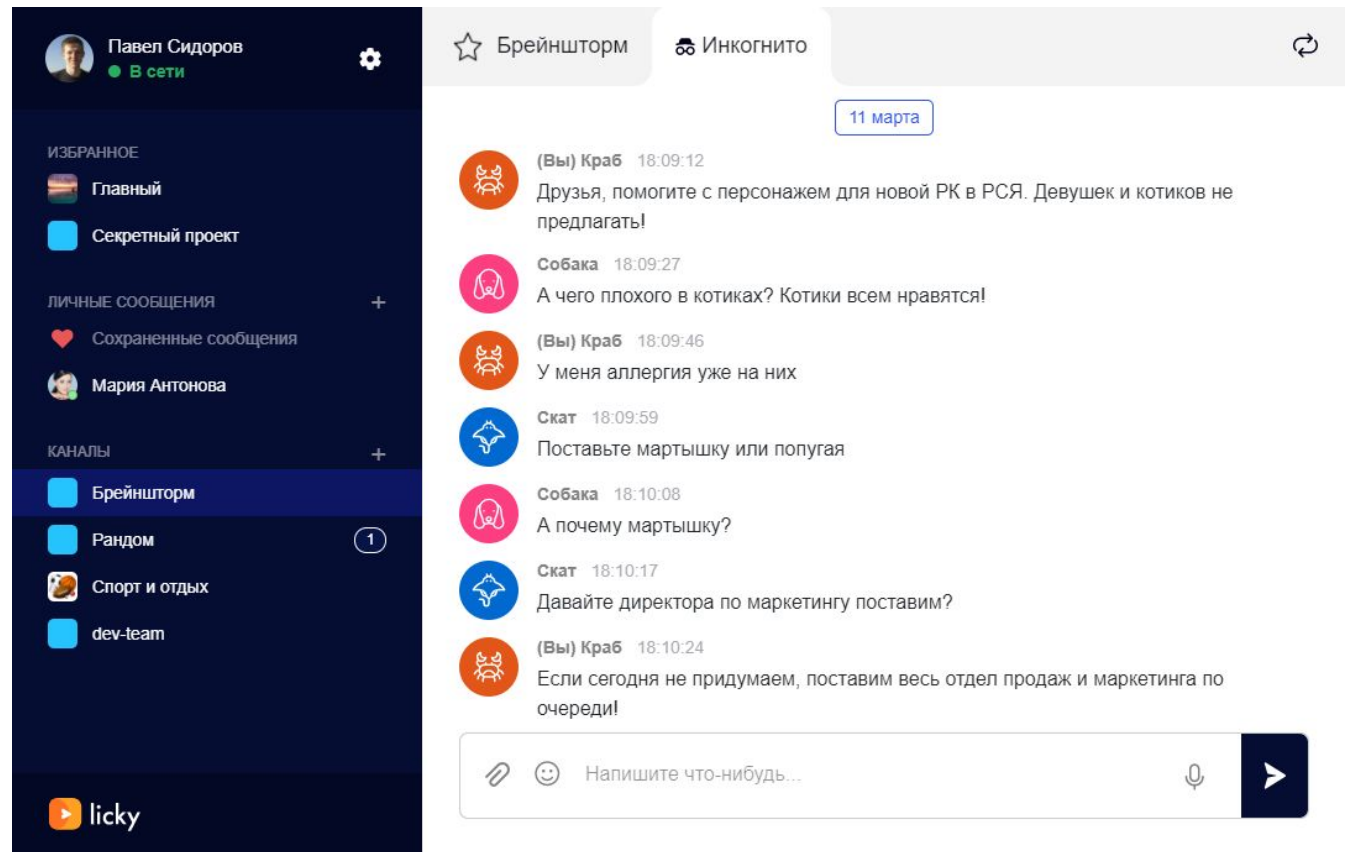 Павел Сидоров
В сети
ИЗБРАННОЕ
Главный
Секретный проект
ЛИЧНЫЕ СООБЩЕНИЯ +
Сохраненные сообщения
Мария Антонова
КАНАЛЫ +
Брейншторм
Рандом 1
Спорт и отдых
dev-team
licky
Брейншторм Инкогнито
11 марта
(Вы) Краб 18:09:12
Друзья, помогите с персонажем для новой РК в РСЯ. Девушек и котиков не
предлагать!
Собака 18:09:27
А чего плохого в котиках? Котики всем нравятся!
(Вы) Краб 18:09:46
У меня аллергия уже на них
Скат 18:09:59
Поставьте мартышку или попугая
Собака 18:10:08
А почему мартышку?
Скат 18:10:17
Давайте директора по маркетингу поставим?
(Вы) Краб 18:10:24
Если сегодня не придумаем, поставим весь отдел продаж и маркетинга по
очереди!
Напишите что-нибудь...